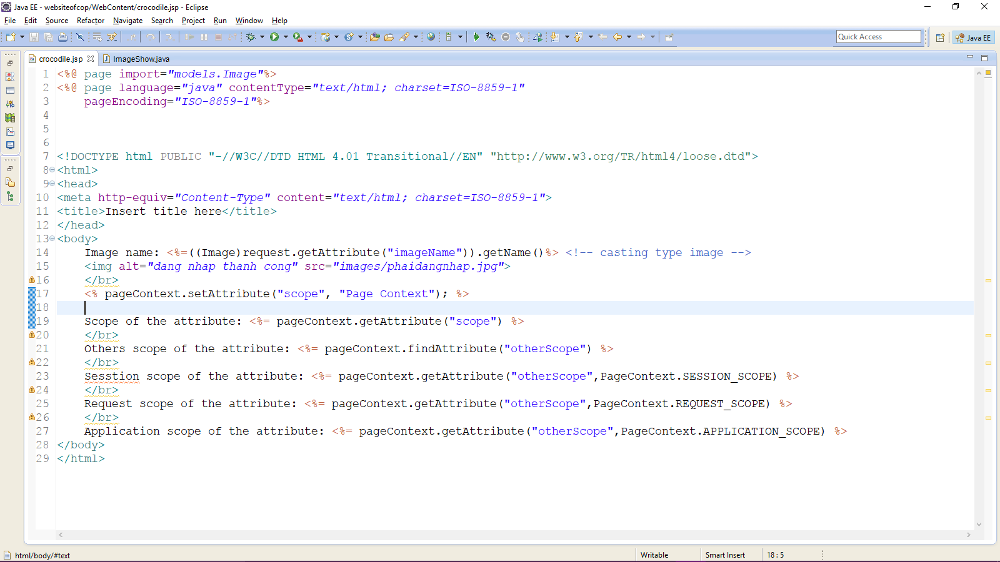 Java EE - websiteofcop/WebContent/crocodile.jsp - Eclipse
File Edit Source Refactor Navigate Search Project Run Window Help
Quick Access
Java EE
crocodile.jsp ImageShow.java
1 <%@ page import="models.Image"%>
2 <%@ page language="java" contentType="text/html; charset=ISO-8859-1"
3 pageEncoding="ISO-8859-1"%>
4
5
6
7 <!DOCTYPE html PUBLIC "-//W3C//DTD HTML 4.01 Transitional//EN" "http://www.w3.org/TR/html4/loose.dtd">
8 <html>
9 <head>
10 <meta http-equiv="Content-Type" content="text/html; charset=ISO-8859-1">
11 <title>Insert title here</title>
12 </head>
13 <body>
14 Image name: <%=((Image)request.getAttribute("imageName")).getName()%> <!-- casting type image -->
15 <img alt="dang nhap thanh cong" src="images/phaidangnhap.jpg">
16 </br>
17 <% pageContext.setAttribute("scope", "Page Context"); %>
18
19 Scope of the attribute: <%= pageContext.getAttribute("scope") %>
20 </br>
21 Others scope of the attribute: <%= pageContext.findAttribute("otherScope") %>
22 </br>
23 Sesstion scope of the attribute: <%= pageContext.getAttribute("otherScope",PageContext.SESSION_SCOPE) %>
24 </br>
25 Request scope of the attribute: <%= pageContext.getAttribute("otherScope",PageContext.REQUEST_SCOPE) %>
26 </br>
27 Application scope of the attribute: <%= pageContext.getAttribute("otherScope",PageContext.APPLICATION_SCOPE) %>
28 </body>
29 </html>
html/body/#text Writable Smart Insert 18 : 5